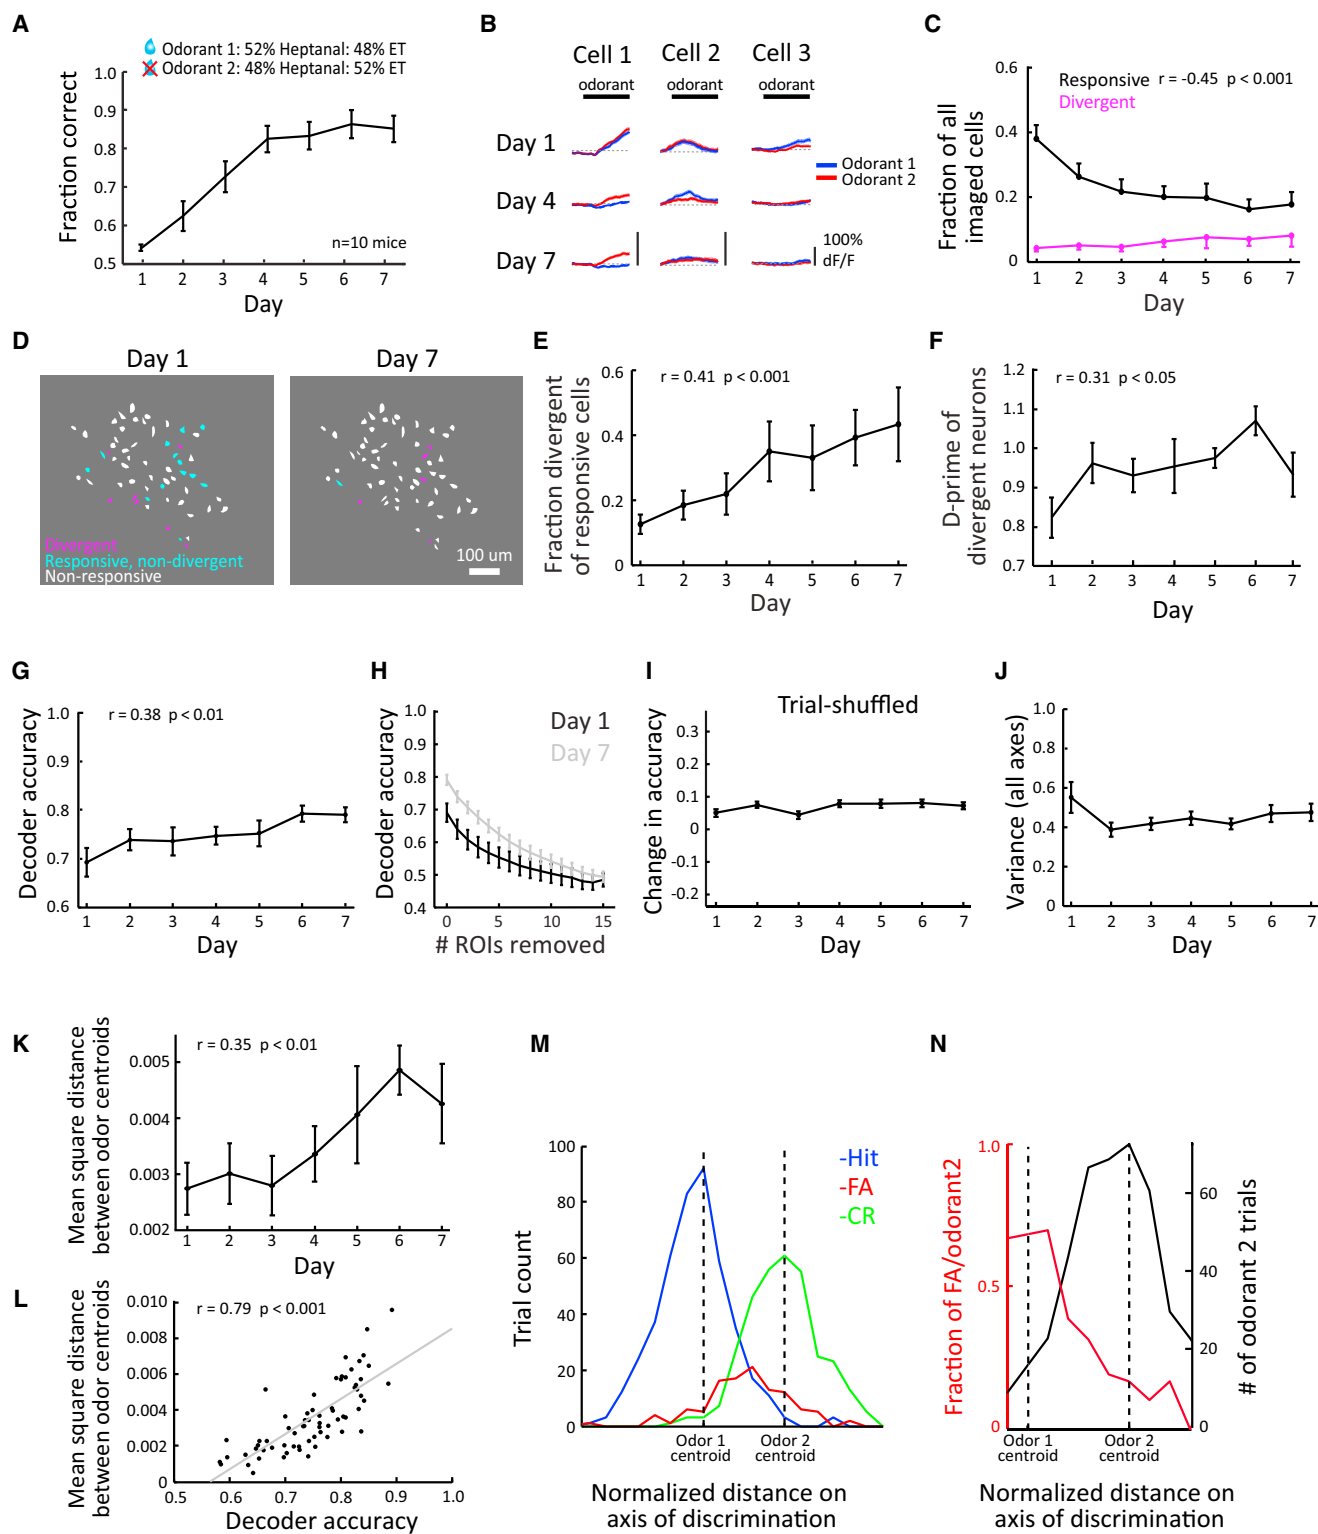 A
Odorant 1: 52% Heptanal: 48% ET
Odorant 2: 48% Heptanal: 52% ET
Fraction correct
1.0
0.9
0.8
0.7
0.6
0.5
n=10 mice
1 2 3 4 5 6 7
Day
B
Cell 1 Cell 2 Cell 3
odorant odorant odorant
Day 1
Day 4
Day 7
Odorant 1
Odorant 2
100%
dF/F
C
Fraction of all
imaged cells
0.6
0.4
0.2
0
Responsive r = -0.45 p < 0.001
Divergent
1 2 3 4 5 6 7
Day
D
Day 1 Day 7
Divergent
Responsive, non-divergent
Non-responsive
100 um
E
Fraction divergent
of responsive cells
0.6
0.4
0.2
0
r = 0.41 p < 0.001
1 2 3 4 5 6 7
Day
F
D-prime of
divergent neurons
1.2
1.1
1.0
0.9
0.8
0.7
r = 0.31 p < 0.05
1 2 3 4 5 6 7
Day
G
Decoder accuracy
1.0
0.9
0.8
0.7
0.6
r = 0.38 p < 0.01
1 2 3 4 5 6 7
Day
H
Decoder accuracy
1.0
0.9
0.8
0.7
0.6
0.5
0.4
Day 1
Day 7
0 5 10 15
# ROIs removed
I
Trial-shuffled
Change in accuracy
0.3
0.2
0.1
0
-0.1
-0.2
1 2 3 4 5 6 7
Day
J
Variance (all axes)
1.0
0.8
0.6
0.4
0.2
0
1 2 3 4 5 6 7
Day
K
Mean square distance
between odor centroids
0.005
0.004
0.003
0.002
r = 0.35 p < 0.01
1 2 3 4 5 6 7
Day
L
Mean square distance
between odor centroids
0.010
0.008
0.006
0.004
0.002
0
r = 0.79 p < 0.001
0.5 0.6 0.7 0.8 0.9 1.0
Decoder accuracy
M
Trial count
100
80
60
40
20
0
-Hit
-FA
-CR
Odor 1
centroid
Odor 2
centroid
Normalized distance on
axis of discrimination
N
Fraction of FA/odorant2
1.0
0.5
0
# of odorant 2 trials
60
40
20
0
Odor 1
centroid
Odor 2
centroid
Normalized distance on
axis of discrimination